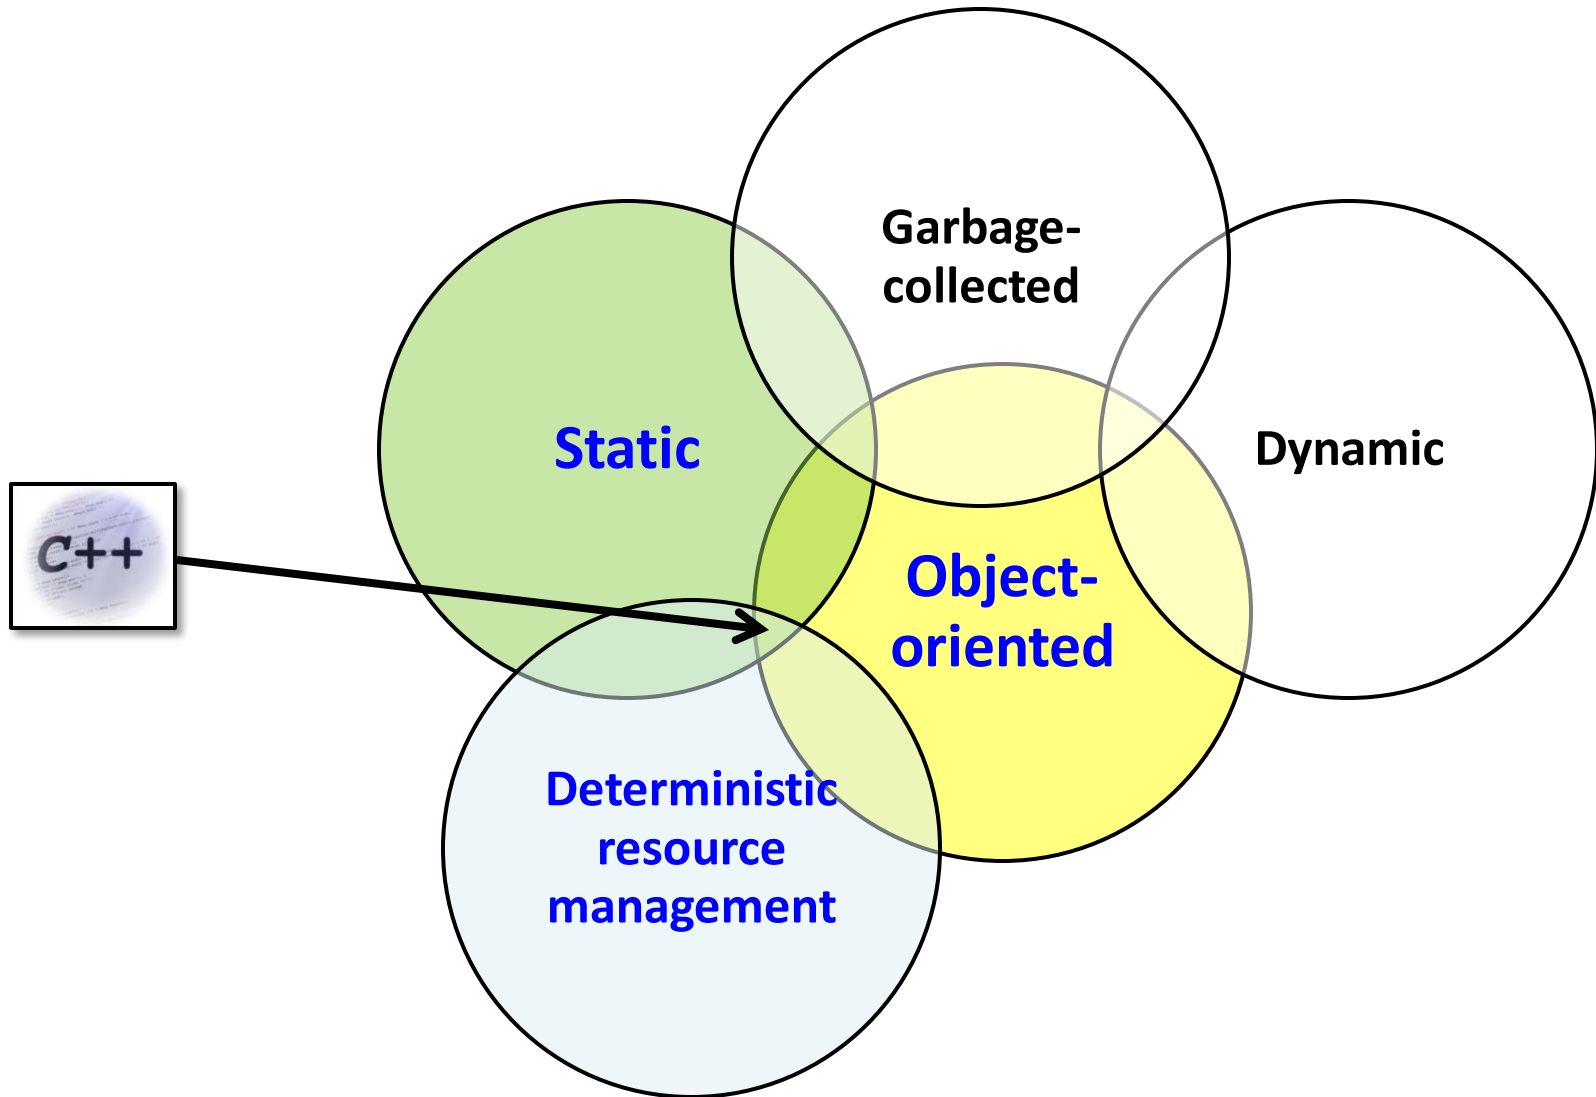 Garbage-
collected
Static
Dynamic
C++
Object-
oriented
Deterministic
resource
management